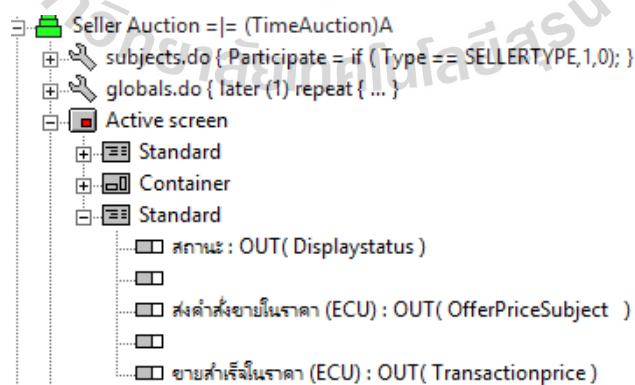 Seller Auction =|= (TimeAuction)A
subjects.do { Participate = if ( Type == SELLERTYPE,1,0); }
globals.do { later (1) repeat { ... }
Active screen
Standard
Container
Standard
สถานะ : OUT( Displaystatus )
ส่งคำสั่งขายในราคา (ECU) : OUT( OfferPriceSubject )
ขายสำเร็จในราคา (ECU) : OUT( Transactionprice )